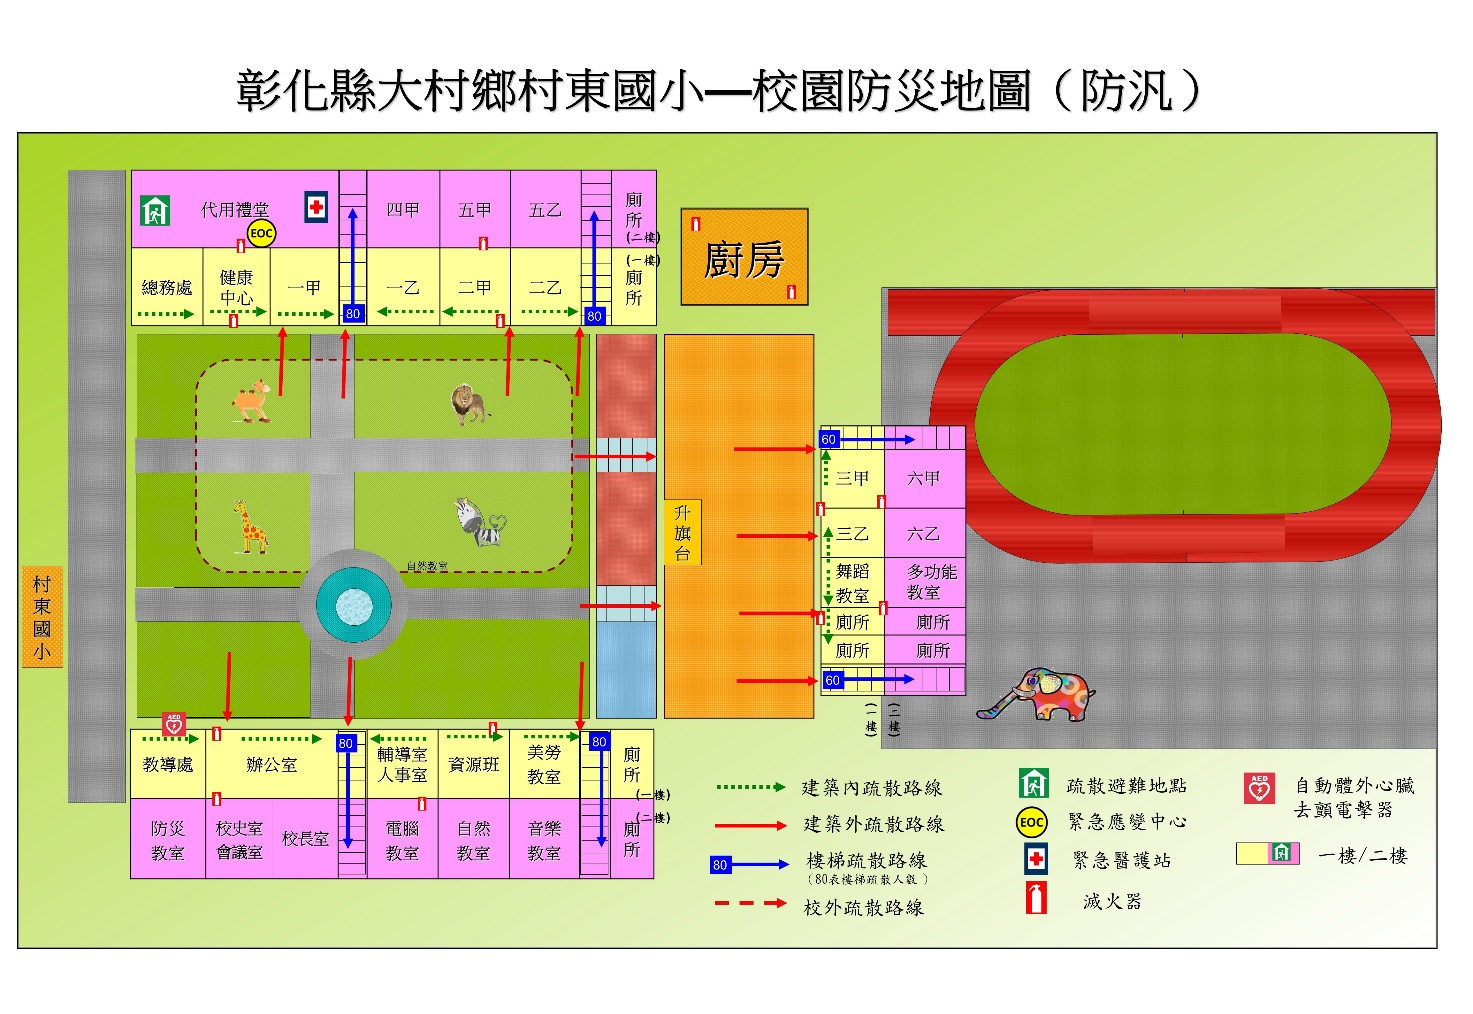 彰化縣大村鄉村東國小—校園防災地圖（防汎）
代用禮堂
EOC
四甲
五甲
五乙
廁所
(二樓)
總務處
健康
中心
一甲
80
一乙
二甲
二乙
80
(一樓)
廁所
廚房
自然教室
升旗台
村東國小
60
三甲
六甲
三乙
六乙
舞蹈
教室
多功能
教室
廁所
廁所
廁所
廁所
60
(一樓)
(二樓)
AED
教導處
辦公室
80
輔導室
人事室
資源班
美勞
教室
80
廁所
(一樓)
防災
教室
校史室
會議室
校長室
電腦
教室
自然
教室
音樂
教室
(二樓)
廁所
建築內疏散路線
建築外疏散路線
80
樓梯疏散路線
（80表樓梯疏散人數）
校外疏散路線
疏散避難地點
EOC
緊急應變中心
緊急醫護站
滅火器
AED
自動體外心臟
去顫電擊器
一樓/二樓